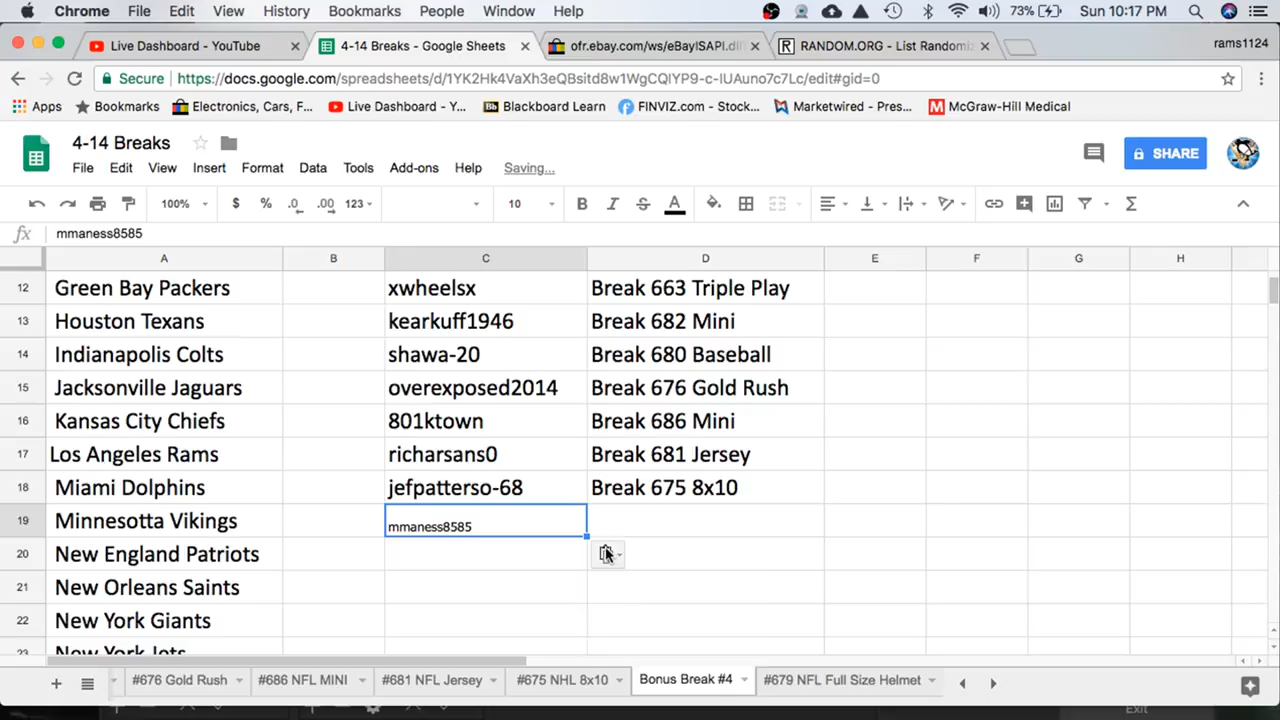 Chrome File Edit View History Bookmarks People Window Help 73% Sun 10:17 PM
Live Dashboard - YouTube 4-14 Breaks - Google Sheets ofr.ebay.com/ws/eBayISAPI.dll RANDOM.ORG - List Randomiz rams1124
Secure https://docs.google.com/spreadsheets/d/1YK2Hk4VaXh3eQBsitd8w1WgCQlYP9-c-lUAuno7c7Lc/edit#gid=0
Apps Bookmarks Electronics, Cars, F... Live Dashboard - Y... Blackboard Learn FINVIZ.com - Stock... Marketwired - Pres... McGraw-Hill Medical
4-14 Breaks
SHARE
File Edit View Insert Format Data Tools Add-ons Help Saving...
100% $ % .0 .00 123 10 B I S A
fx mmaness8585
A B C D E F G H
12 Green Bay Packers xwheelsx Break 663 Triple Play
13 Houston Texans kearkuff1946 Break 682 Mini
14 Indianapolis Colts shawa-20 Break 680 Baseball
15 Jacksonville Jaguars overexposed2014 Break 676 Gold Rush
16 Kansas City Chiefs 801ktown Break 686 Mini
17 Los Angeles Rams richarsans0 Break 681 Jersey
18 Miami Dolphins jefpatterso-68 Break 675 8x10
19 Minnesotta Vikings mmaness8585
20 New England Patriots
21 New Orleans Saints
22 New York Giants
23 New York Jets
#676 Gold Rush #686 NFL MINI #681 NFL Jersey #675 NHL 8x10 Bonus Break #4 #679 NFL Full Size Helmet
Exit